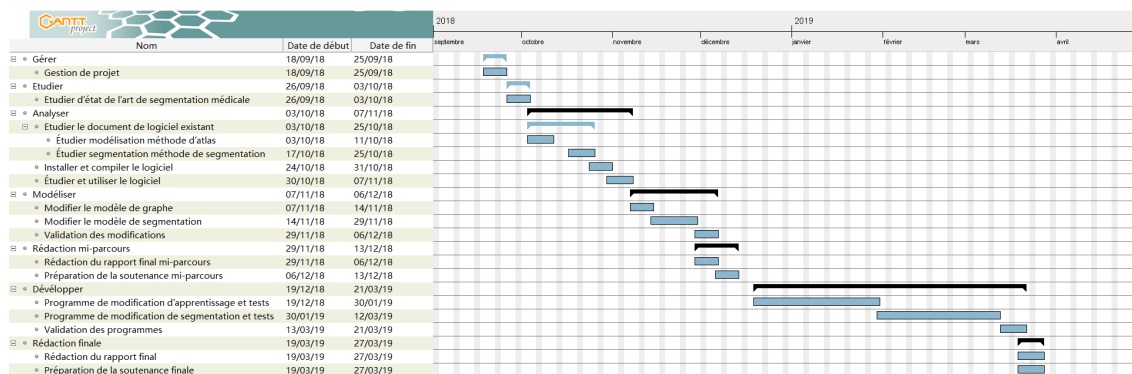 GANTT project
2018 2019
Nom Date de début Date de fin septembre octobre novembre décembre janvier février mars avril
Gérer 18/09/18 25/09/18
Gestion de projet 18/09/18 25/09/18
Etudier 26/09/18 03/10/18
Etudier d'état de l'art de segmentation médicale 26/09/18 03/10/18
Analyser 03/10/18 07/11/18
Etudier le document de logiciel existant 03/10/18 25/10/18
Étudier modélisation méthode d'atlas 03/10/18 11/10/18
Étudier segmentation méthode de segmentation 17/10/18 25/10/18
Installer et compiler le logiciel 24/10/18 31/10/18
Étudier et utiliser le logiciel 30/10/18 07/11/18
Modéliser 07/11/18 06/12/18
Modifier le modèle de graphe 07/11/18 14/11/18
Modifier le modèle de segmentation 14/11/18 29/11/18
Validation des modifications 29/11/18 06/12/18
Rédaction mi-parcours 29/11/18 13/12/18
Rédaction du rapport final mi-parcours 29/11/18 06/12/18
Préparation de la soutenance mi-parcours 06/12/18 13/12/18
Dévélopper 19/12/18 21/03/19
Programme de modification d'apprentissage et tests 19/12/18 30/01/19
Programme de modification de segmentation et tests 30/01/19 12/03/19
Validation des programmes 13/03/19 21/03/19
Rédaction finale 19/03/19 27/03/19
Rédaction du rapport final 19/03/19 27/03/19
Préparation de la soutenance finale 19/03/19 27/03/19